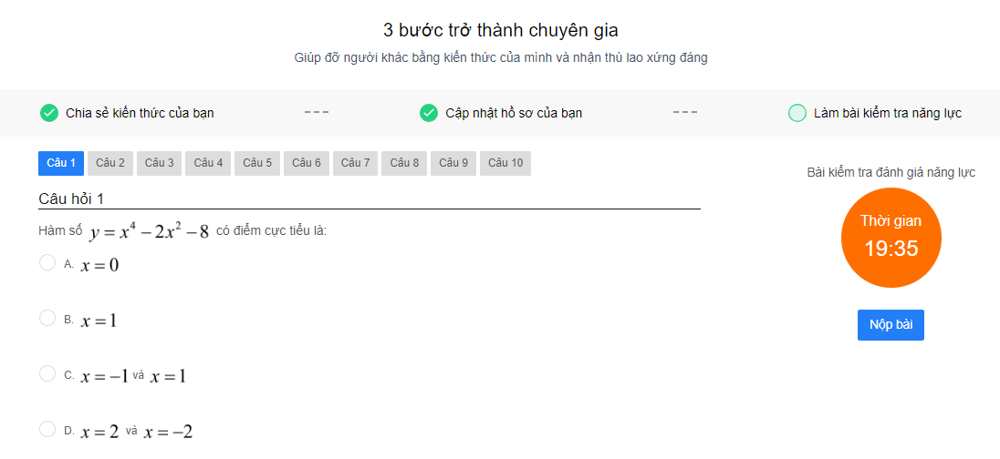 3 bước trở thành chuyên gia
Giúp đỡ người khác bằng kiến thức của mình và nhận thù lao xứng đáng
Chia sẻ kiến thức của bạn --- Cập nhật hồ sơ của bạn --- Làm bài kiểm tra năng lực
Câu 1 Câu 2 Câu 3 Câu 4 Câu 5 Câu 6 Câu 7 Câu 8 Câu 9 Câu 10
Bài kiểm tra đánh giá năng lực
Câu hỏi 1
Thời gian
19:35
Hàm số y = x⁴ − 2x² − 8 có điểm cực tiểu là:
A. x = 0
B. x = 1
Nộp bài
C. x = −1 và x = 1
D. x = 2 và x = −2